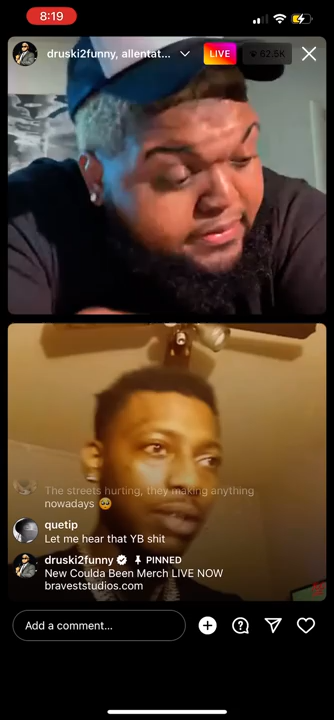 8:19
druski2funny, allentat...
LIVE
62.5K
The streets hurting, they making anything
nowadays 🥺
quetip
Let me hear that YB shit
druski2funny PINNED
New Coulda Been Merch LIVE NOW
braveststudios.com
Add a comment...